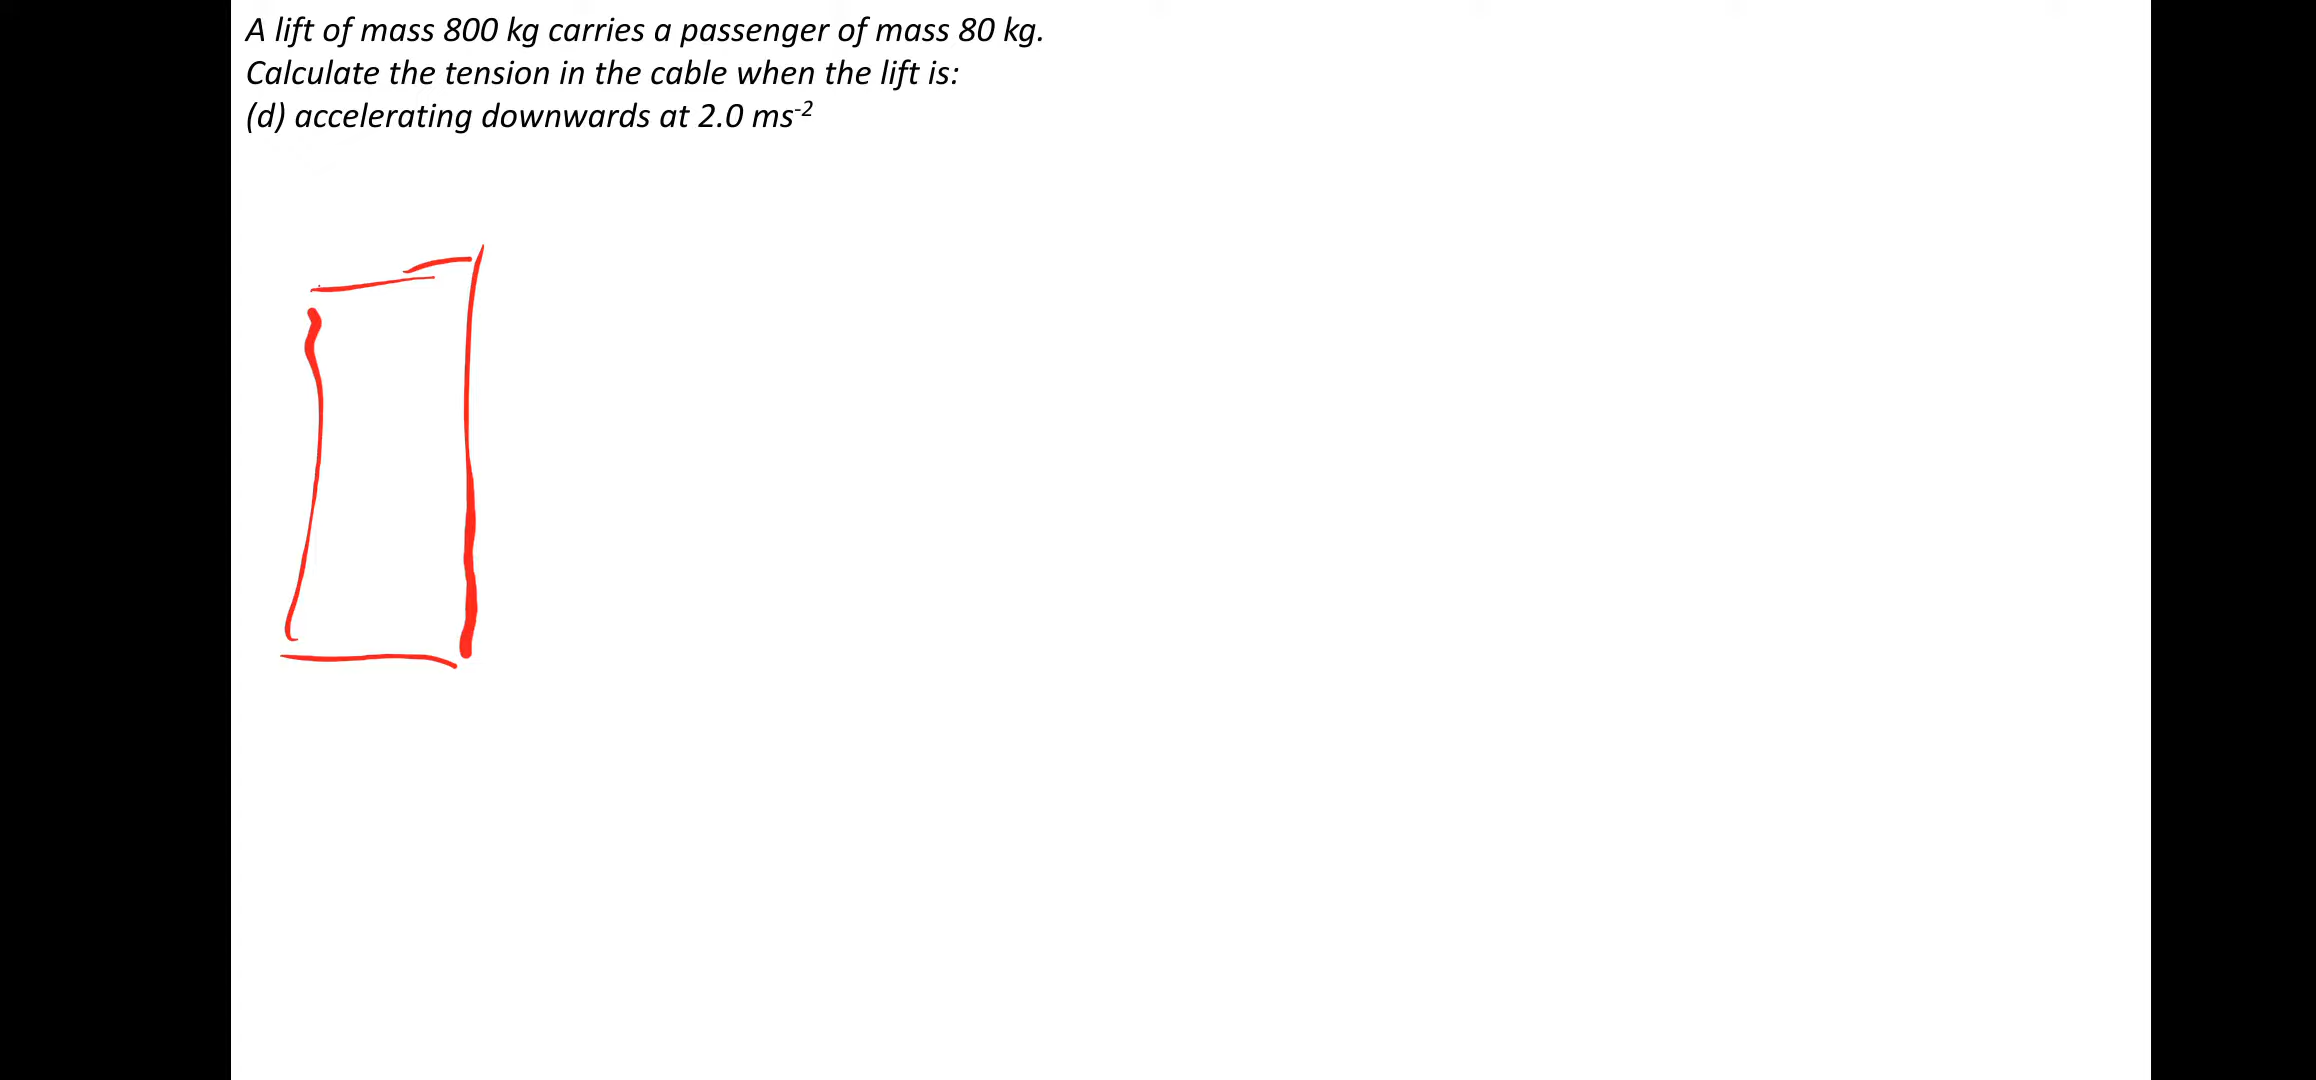 A lift of mass 800 kg carries a passenger of mass 80 kg.
Calculate the tension in the cable when the lift is:
(d) accelerating downwards at 2.0 ms⁻²